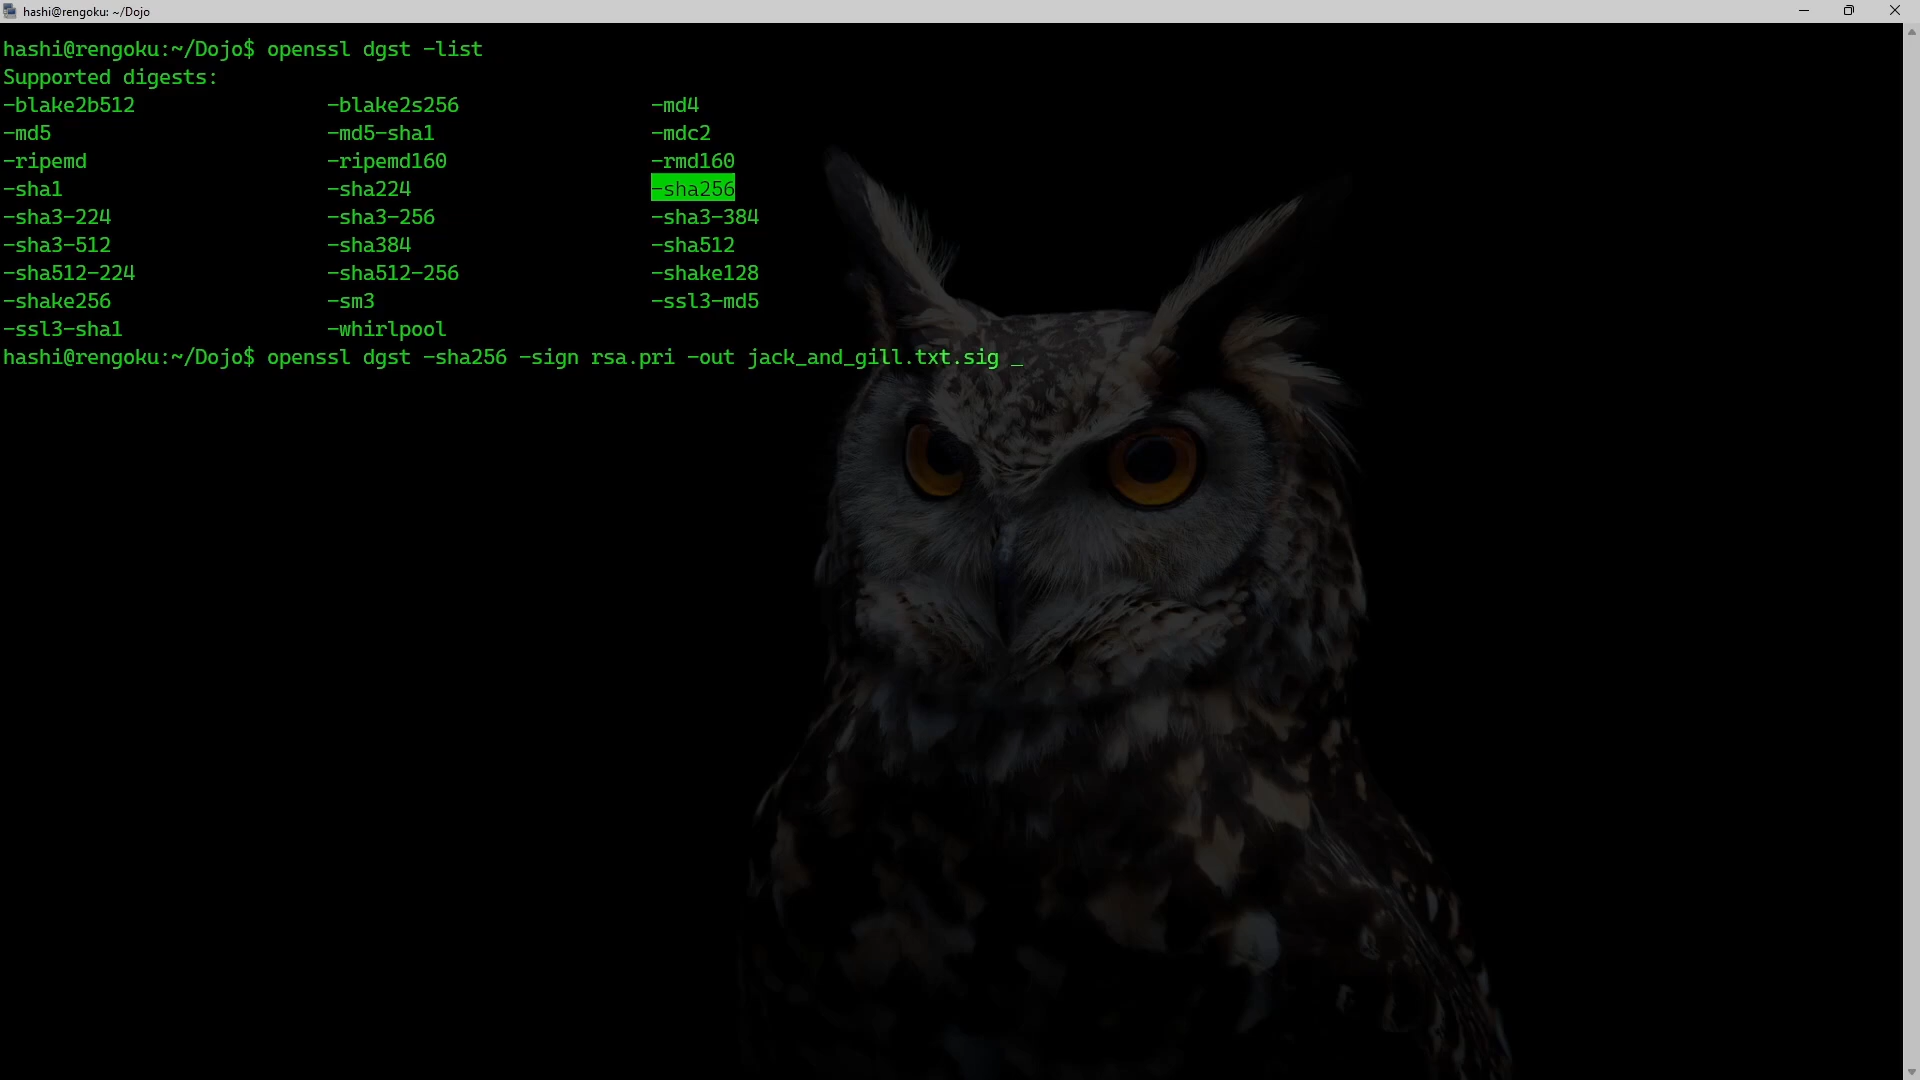 hashi@rengoku: ~/Dojo
hashi@rengoku:~/Dojo$ openssl dgst -list
Supported digests:
-blake2b512 -blake2s256 -md4
-md5 -md5-sha1 -mdc2
-ripemd -ripemd160 -rmd160
-sha1 -sha224 -sha256
-sha3-224 -sha3-256 -sha3-384
-sha3-512 -sha384 -sha512
-sha512-224 -sha512-256 -shake128
-shake256 -sm3 -ssl3-md5
-ssl3-sha1 -whirlpool
hashi@rengoku:~/Dojo$ openssl dgst -sha256 -sign rsa.pri -out jack_and_gill.txt.sig _